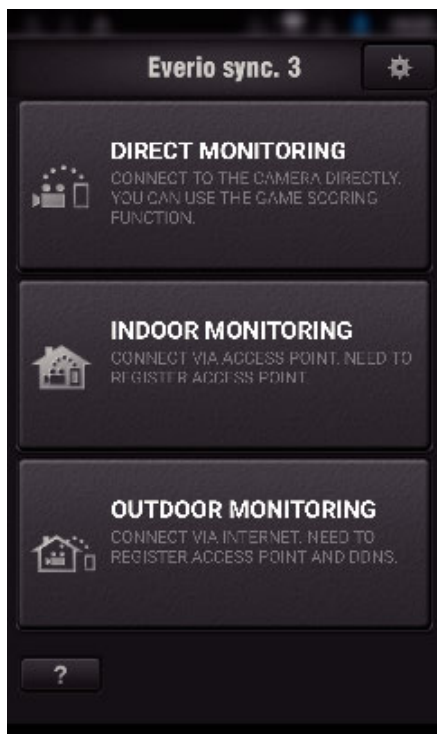 Everio sync. 3
DIRECT MONITORING
CONNECT TO THE CAMERA DIRECTLY.
YOU CAN USE THE GAME SCORING
FUNCTION.
INDOOR MONITORING
CONNECT VIA ACCESS POINT. NEED TO
REGISTER ACCESS POINT.
OUTDOOR MONITORING
CONNECT VIA INTERNET. NEED TO
REGISTER ACCESS POINT AND DDNS.
?